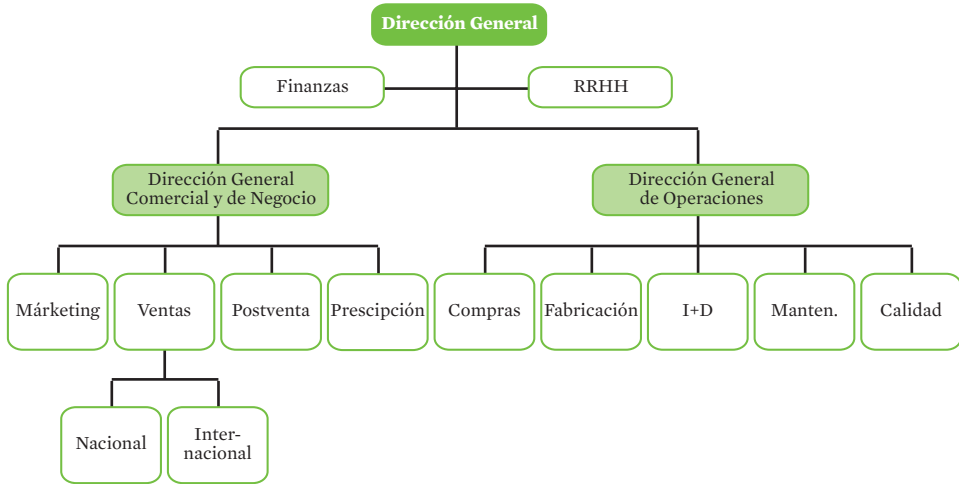 Dirección General
Finanzas
RRHH
Dirección General
Comercial y de Negocio
Dirección General
de Operaciones
Márketing
Ventas
Postventa
Prescipción
Compras
Fabricación
I+D
Manten.
Calidad
Nacional
Inter-
nacional